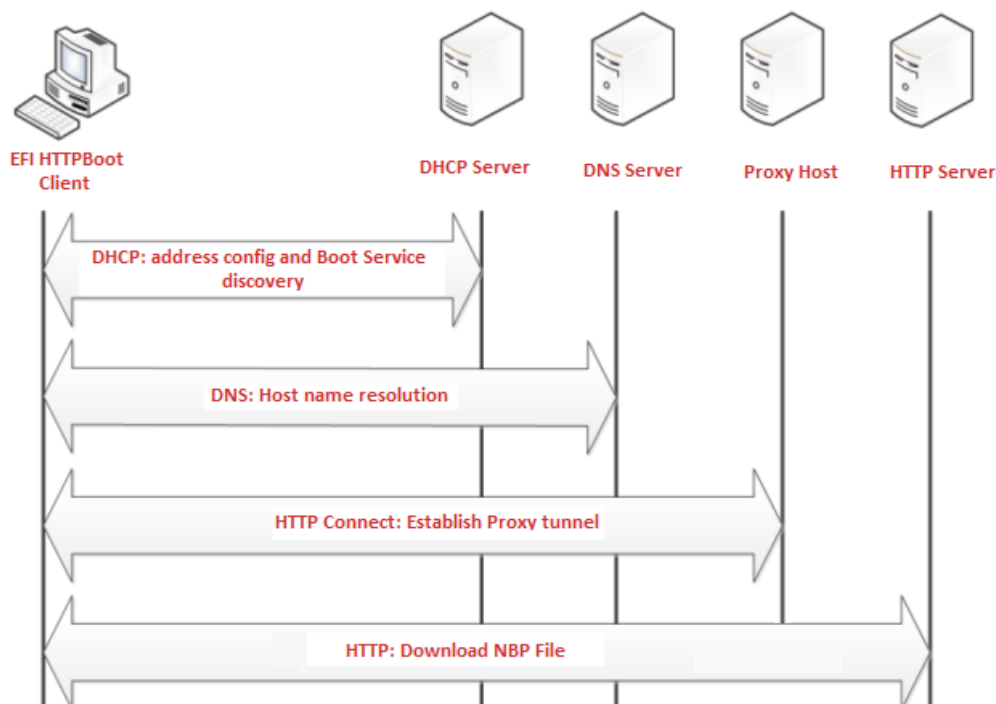 EFI HTTPBoot
Client
DHCP Server
DNS Server
Proxy Host
HTTP Server
DHCP: address config and Boot Service
discovery
DNS: Host name resolution
HTTP Connect: Establish Proxy tunnel
HTTP: Download NBP File